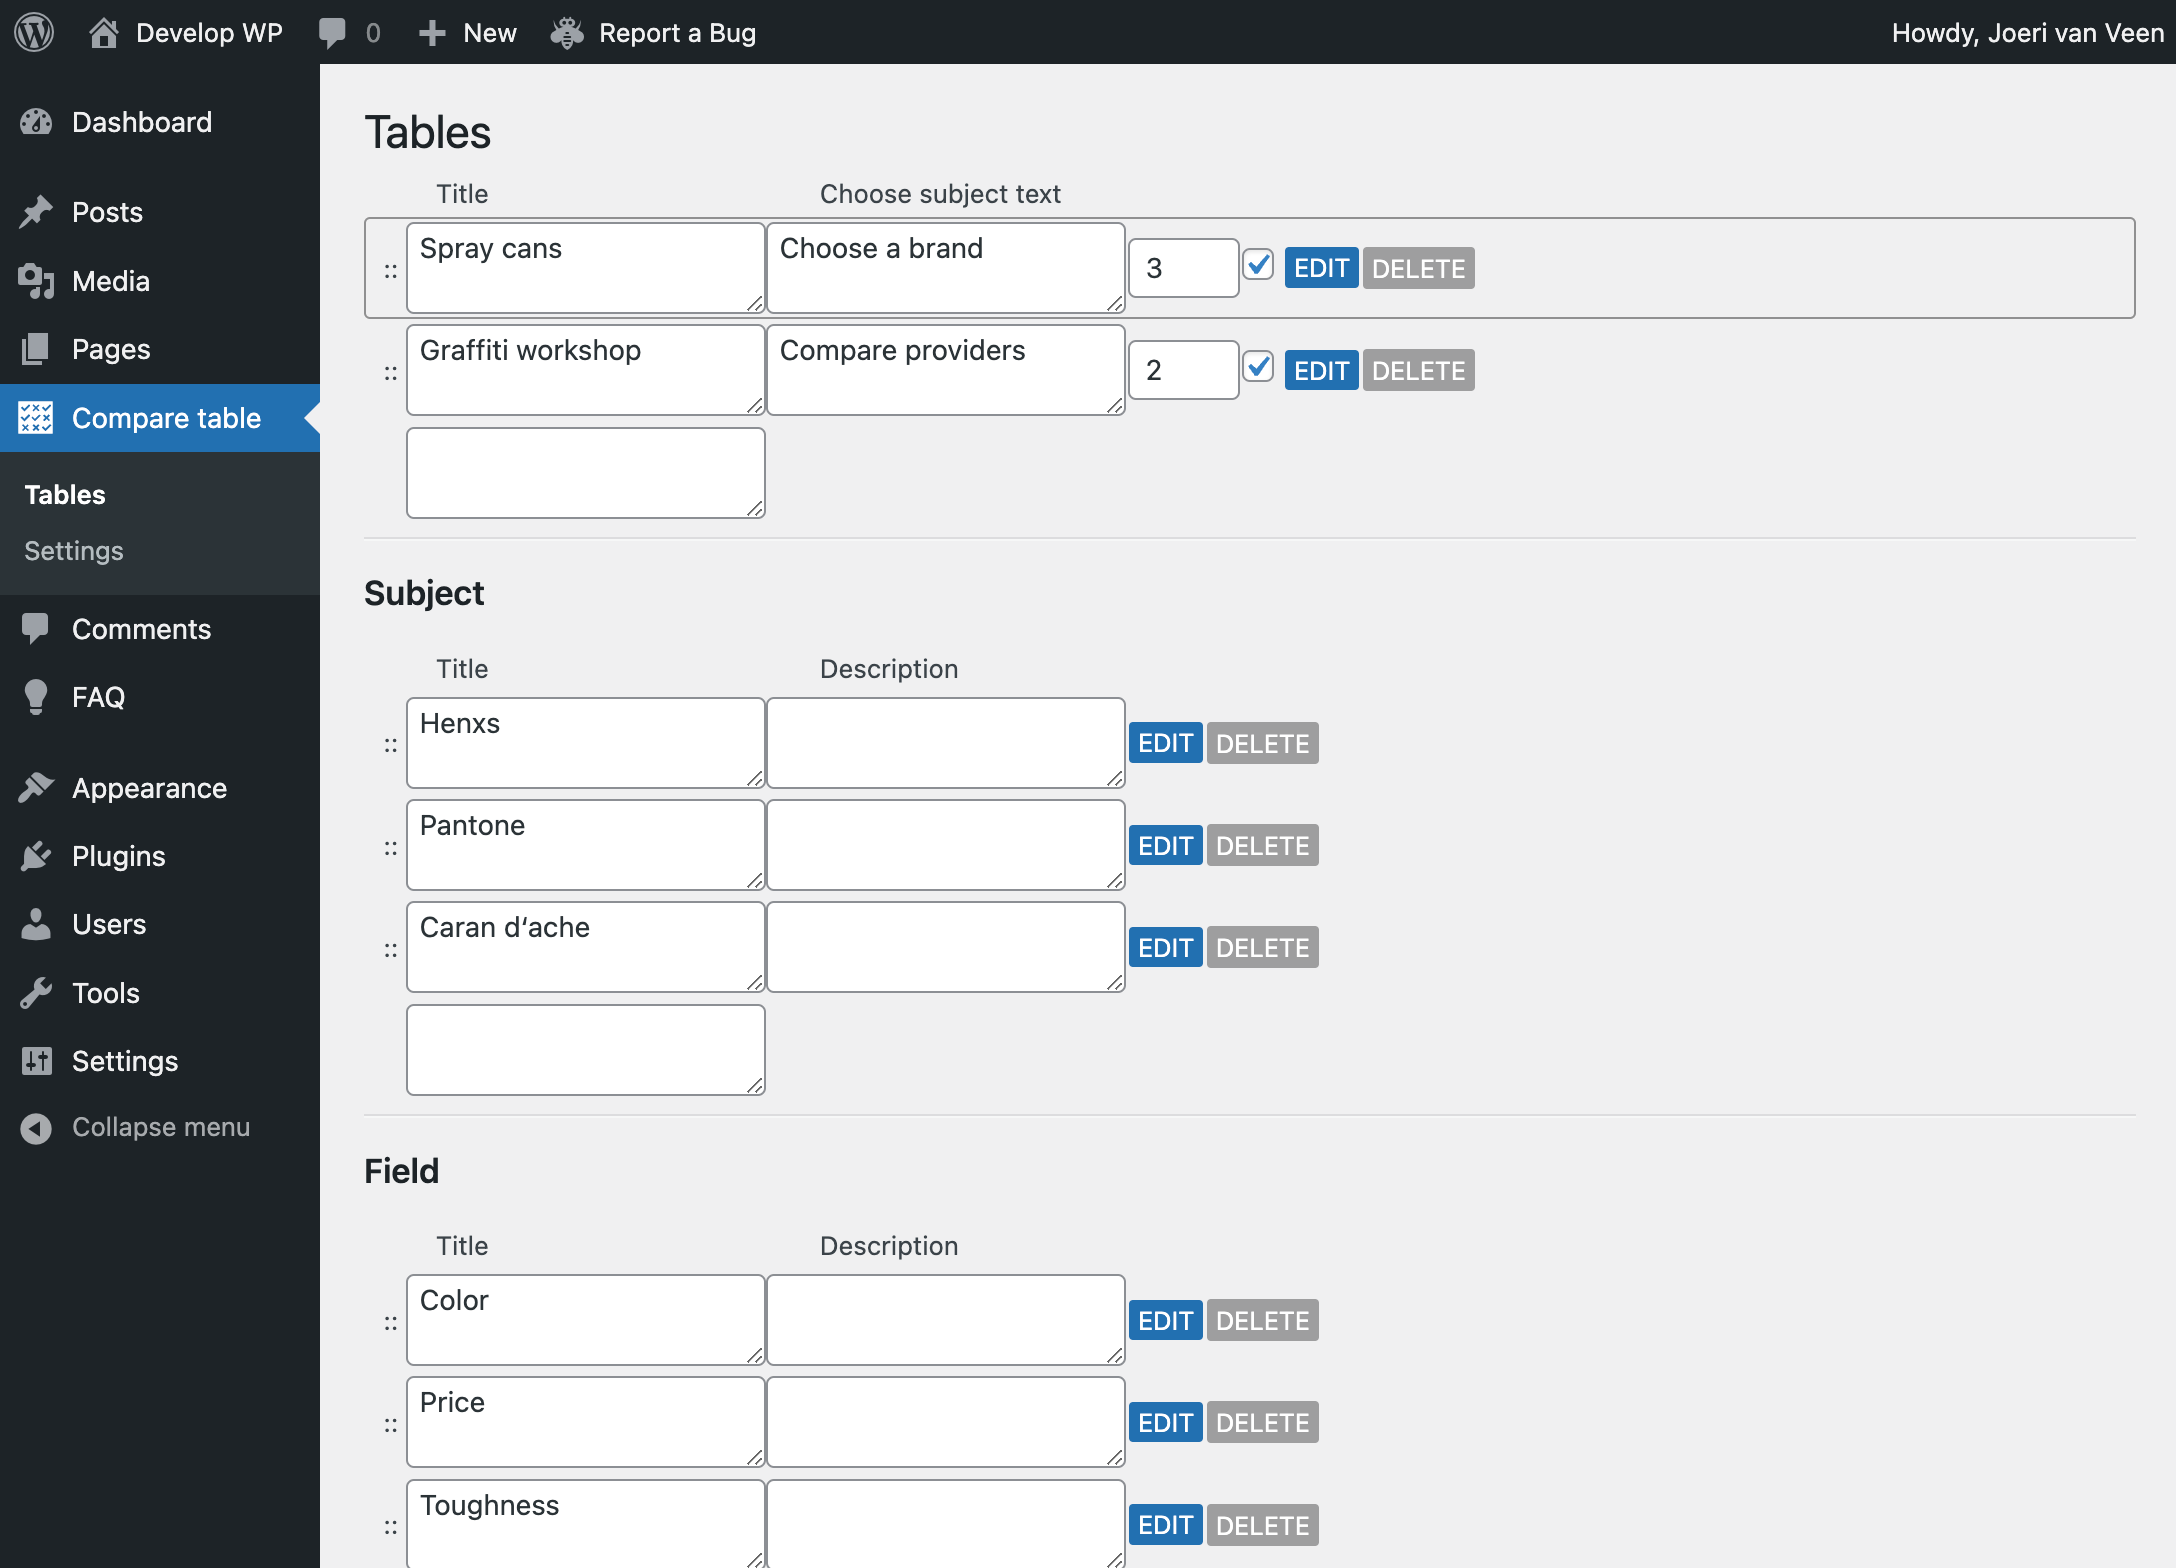 Develop WP 0 New Report a Bug Howdy, Joeri van Veen
Dashboard
Posts
Media
Pages
Compare table
Tables
Settings
Comments
FAQ
Appearance
Plugins
Users
Tools
Settings
Collapse menu
Tables
Title Choose subject text
:: Spray cans Choose a brand 3 EDIT DELETE
:: Graffiti workshop Compare providers 2 EDIT DELETE
Subject
Title Description
:: Henxs EDIT DELETE
:: Pantone EDIT DELETE
:: Caran d‘ache EDIT DELETE
Field
Title Description
:: Color EDIT DELETE
:: Price EDIT DELETE
:: Toughness EDIT DELETE